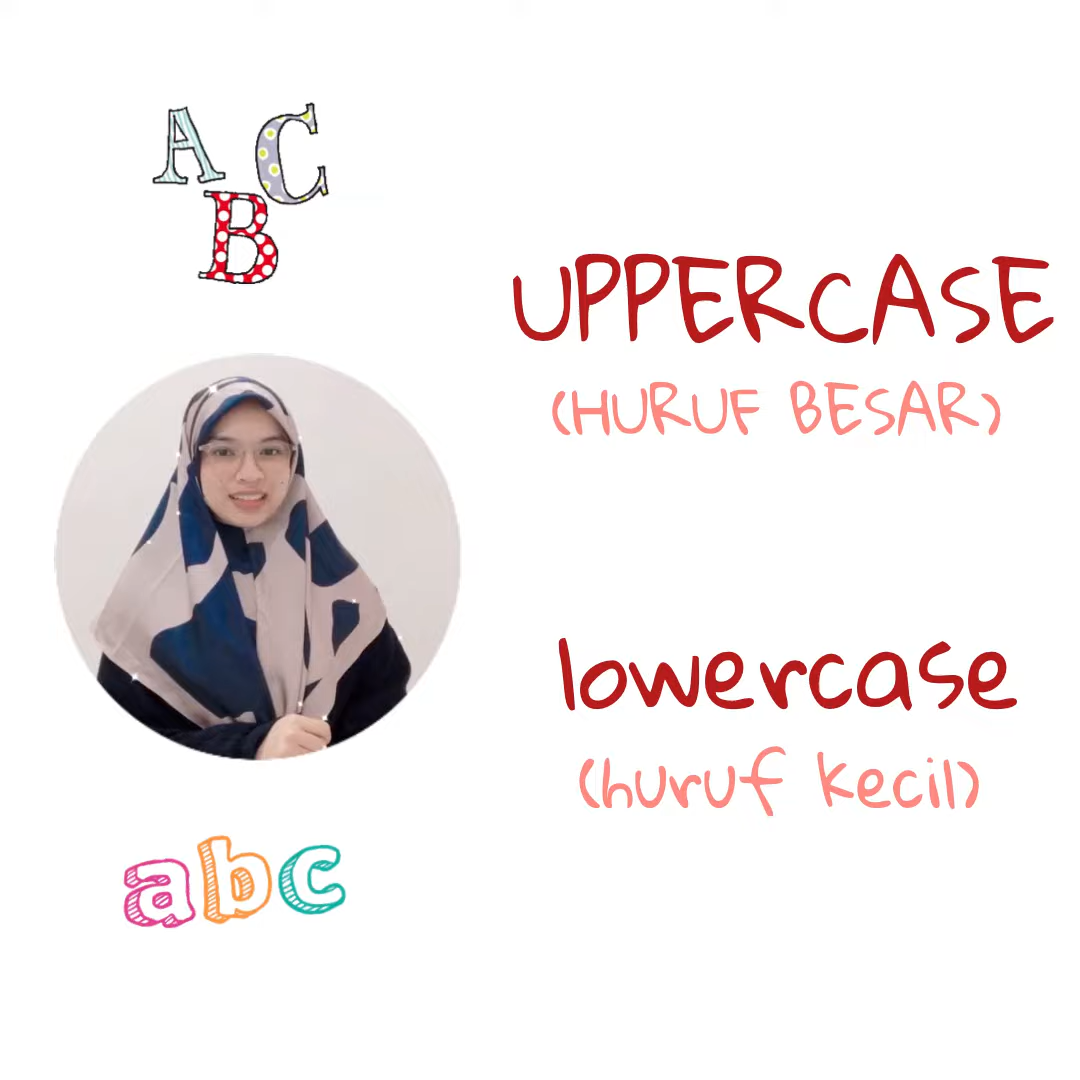 A C
B
UPPERCASE
(HURUF BESAR)
lowercase
(huruf kecil)
abc